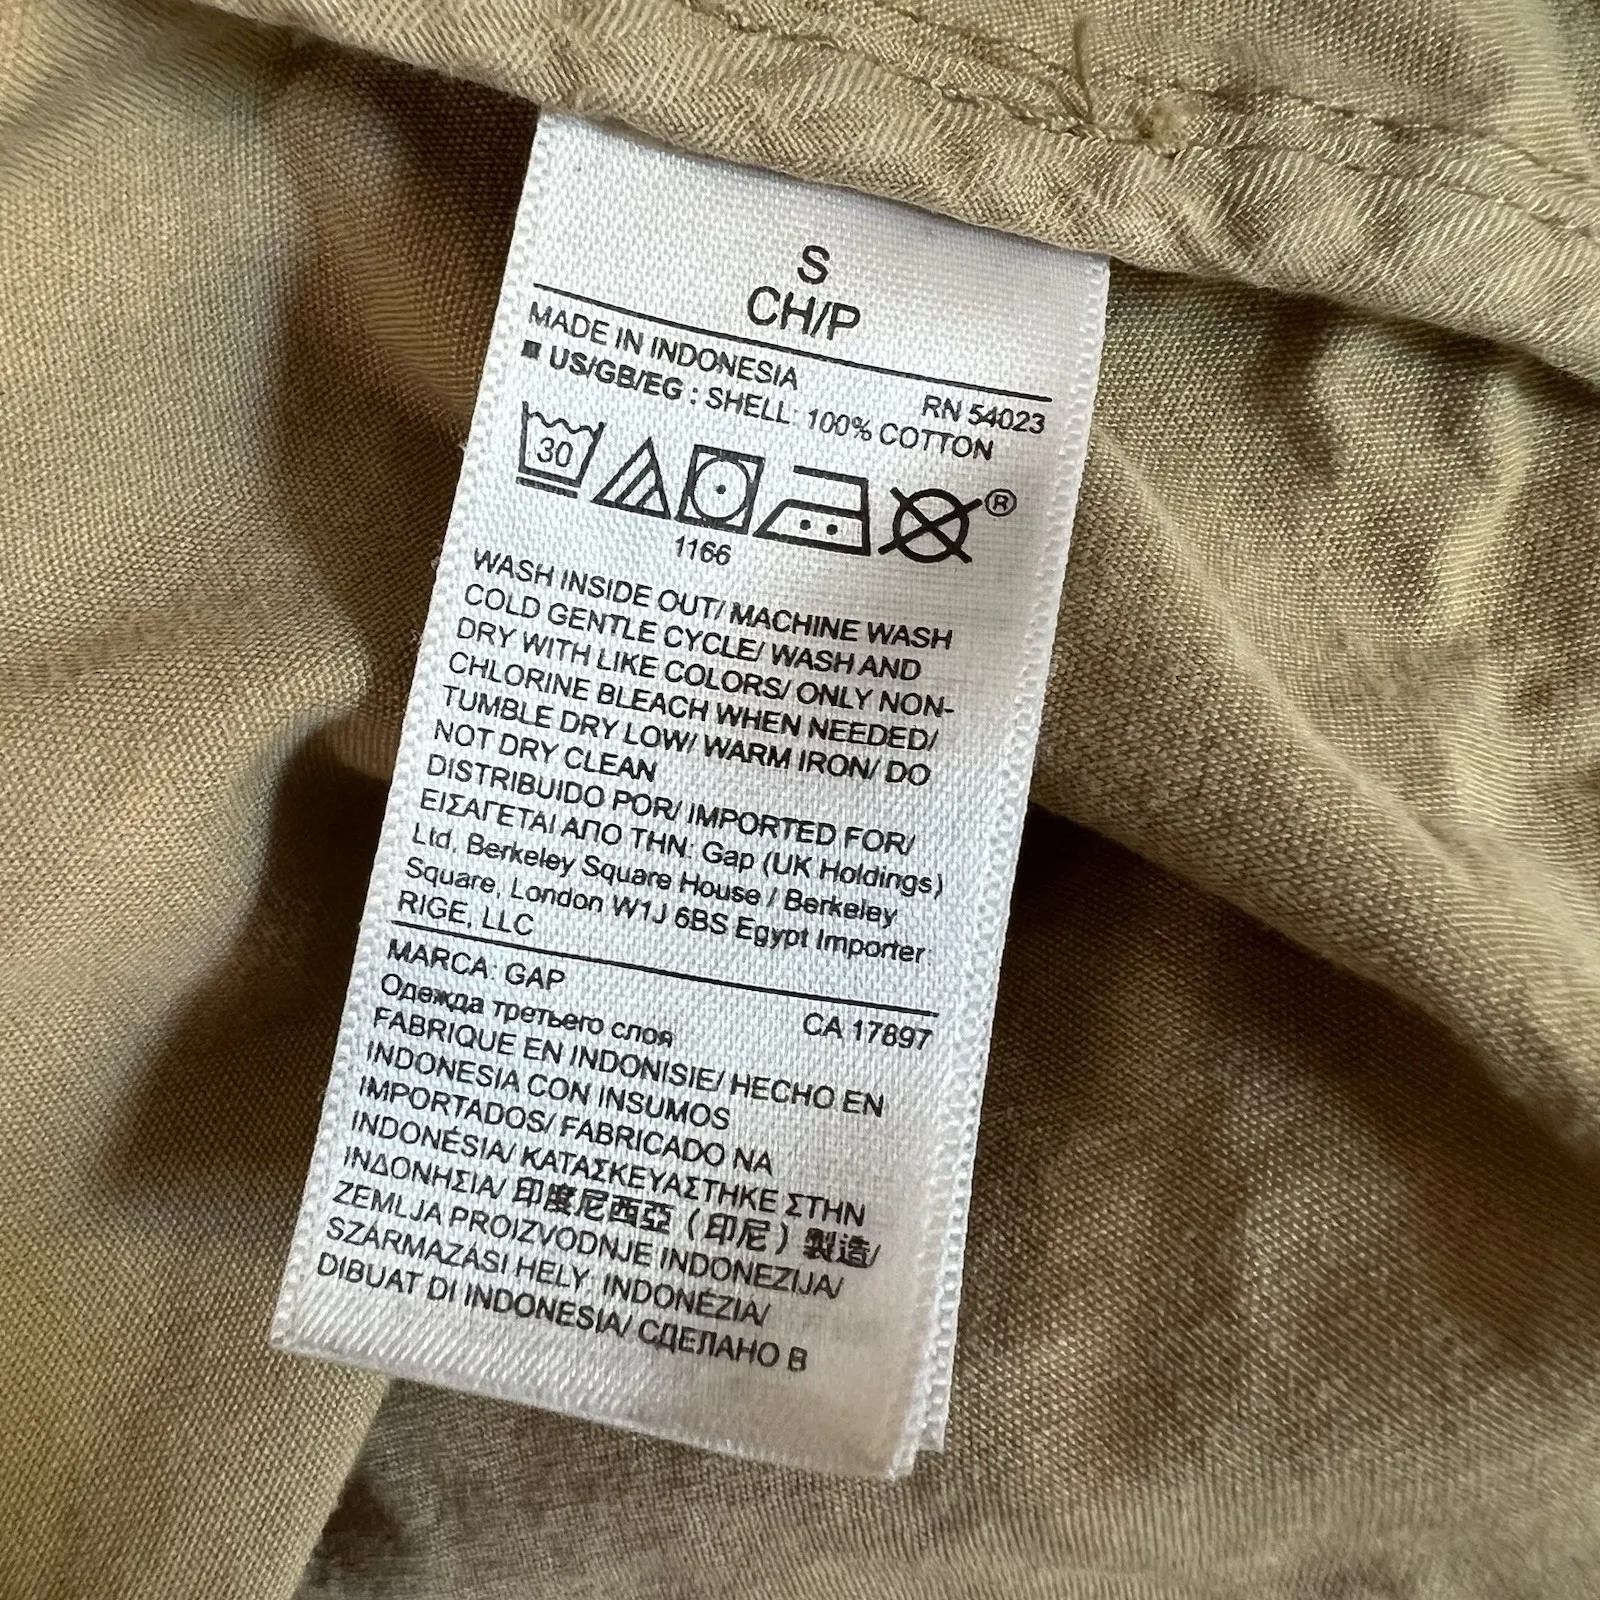 S
CH/P
MADE IN INDONESIA
RN 54023
■ US/GB/EG : SHELL: 100% COTTON
30
®
1166
WASH INSIDE OUT/ MACHINE WASH
COLD GENTLE CYCLE/ WASH AND
DRY WITH LIKE COLORS/ ONLY NON-
CHLORINE BLEACH WHEN NEEDED/
TUMBLE DRY LOW/ WARM IRON/ DO
NOT DRY CLEAN
DISTRIBUIDO POR/ IMPORTED FOR/
ΕΙΣΑΓΕΤΑΙ ΑΠΟ ΤΗΝ: Gap (UK Holdings)
Ltd, Berkeley Square House / Berkeley
Square, London W1J 6BS Egypt Importer:
RIGE, LLC
MARCA: GAP
CA 17897
Одежда третьего слоя
FABRIQUE EN INDONISIE/ HECHO EN
INDONESIA CON INSUMOS
IMPORTADOS/ FABRICADO NA
INDONÉSIA/ ΚΑΤΑΣΚΕΥΑΣΤΗΚΕ ΣΤΗΝ
ΙΝΔΟΝΗΣΙΑ/ 印度尼西亞（印尼）製造/
ZEMLJA PROIZVODNJE INDONEZIJA/
SZÁRMAZÁSI HELY: INDONÉZIA/
DIBUAT DI INDONESIA/ СДЕЛАНО В